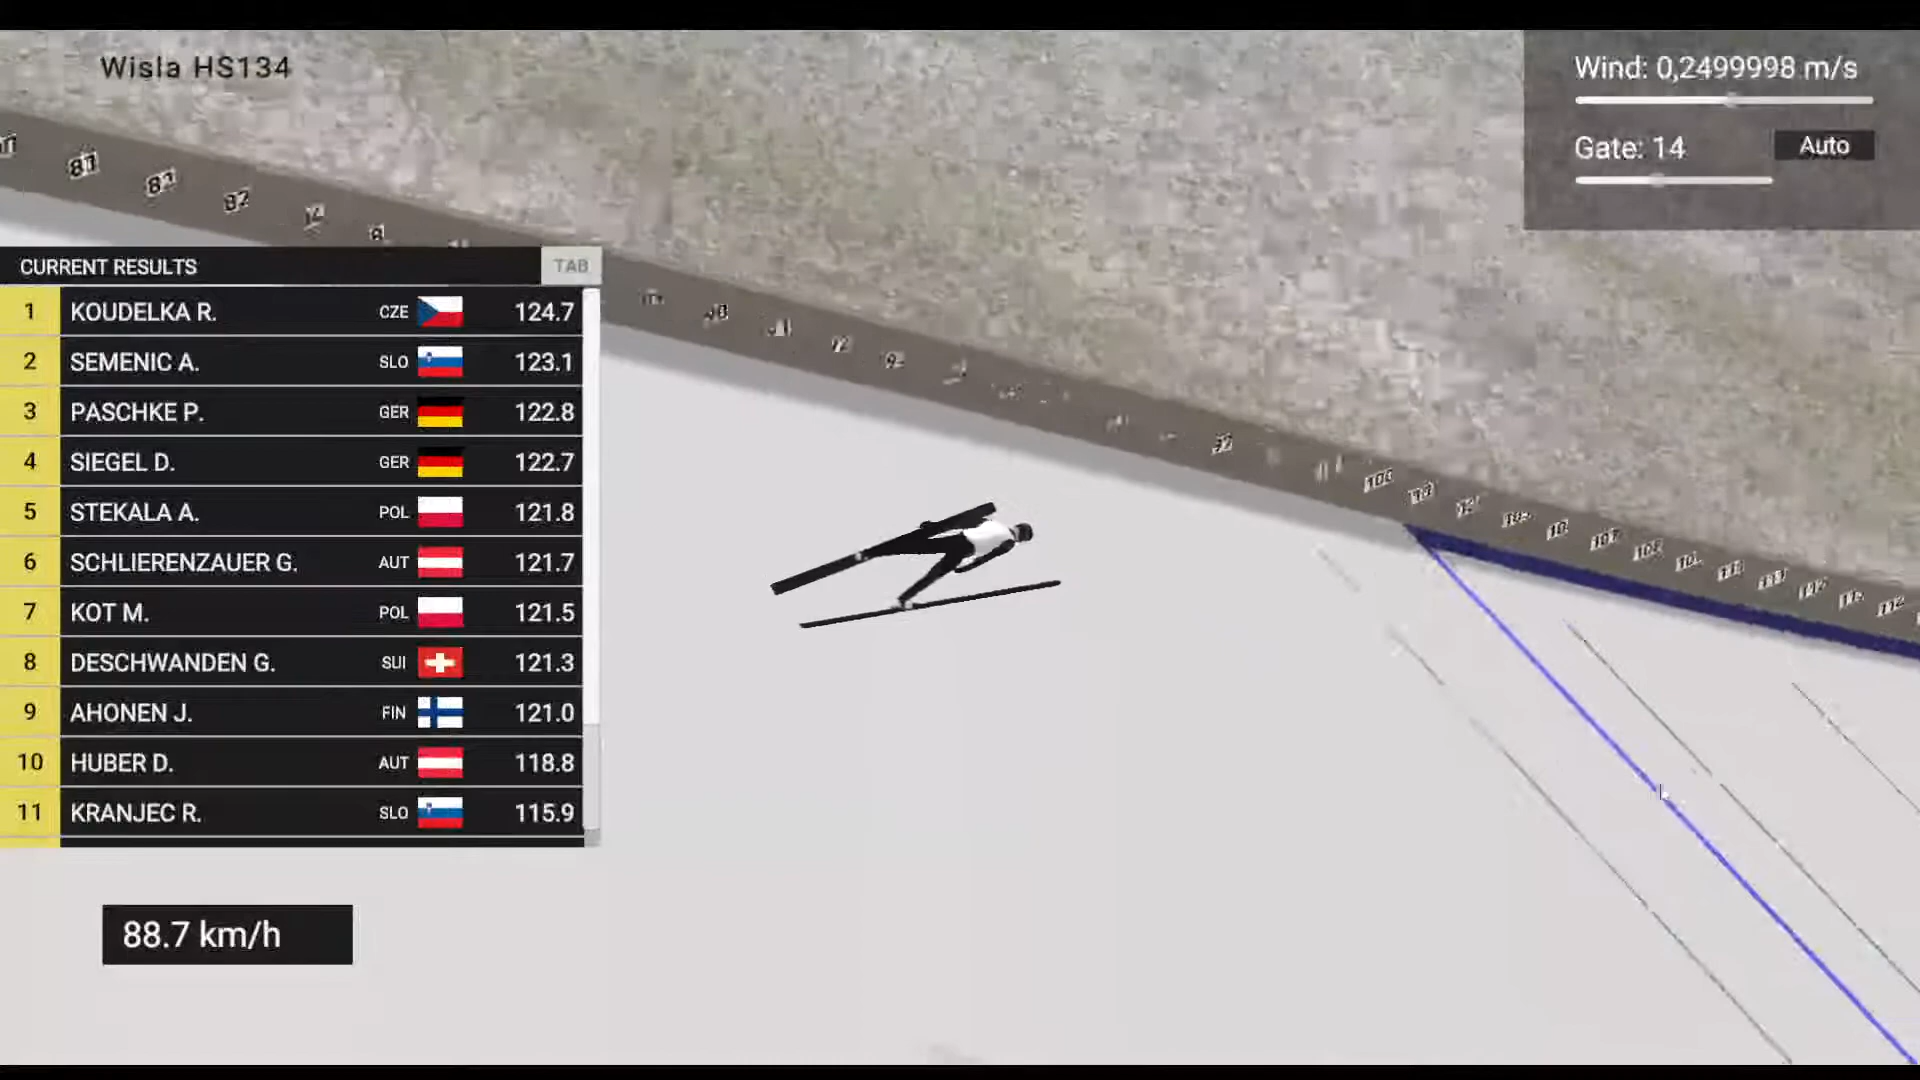 Wisla HS134
Wind: 0,2499998 m/s
Gate: 14
Auto
CURRENT RESULTS TAB
1 KOUDELKA R. CZE 124.7
2 SEMENIC A. SLO 123.1
3 PASCHKE P. GER 122.8
4 SIEGEL D. GER 122.7
5 STEKALA A. POL 121.8
6 SCHLIERENZAUER G. AUT 121.7
7 KOT M. POL 121.5
8 DESCHWANDEN G. SUI 121.3
9 AHONEN J. FIN 121.0
10 HUBER D. AUT 118.8
11 KRANJEC R. SLO 115.9
88.7 km/h